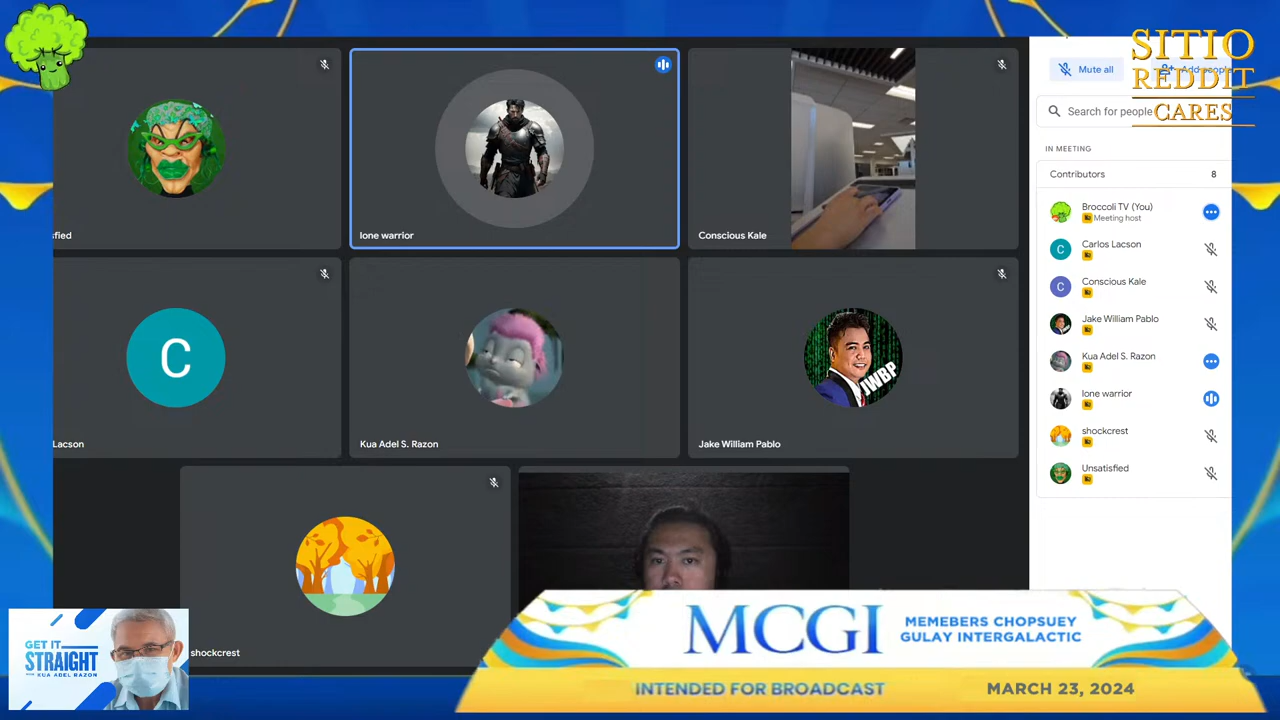 SITIO
REDDIT
CARES
Mute all
Add people
Search for people
IN MEETING
Contributors 8
Broccoli TV (You)
Meeting host
C Carlos Lacson
C Conscious Kale
Jake William Pablo
Kua Adel S. Razon
lone warrior
shockcrest
Unsatisfied
fied
lone warrior
Conscious Kale
C
JWBP
Lacson
Kua Adel S. Razon
Jake William Pablo
shockcrest
GET IT
STRAIGHT
WITH KUA ADEL RAZON
MCGI
MEMEBERS CHOPSUEY
GULAY INTERGALACTIC
INTENDED FOR BROADCAST
MARCH 23, 2024